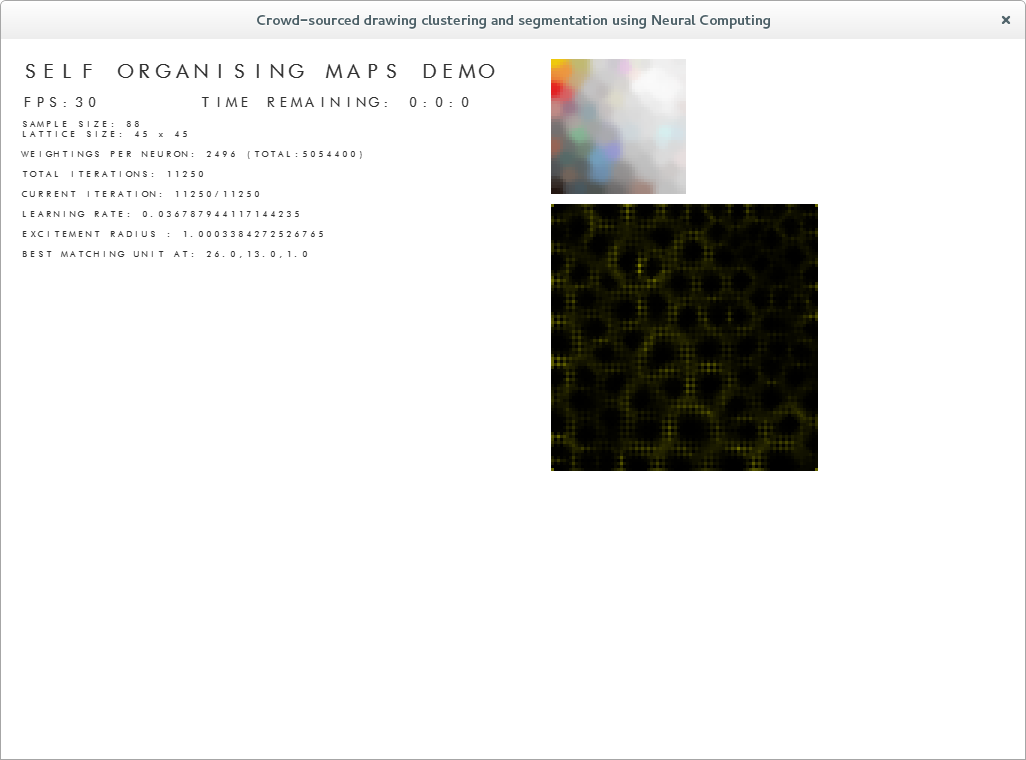 Crowd-sourced drawing clustering and segmentation using Neural Computing
SELF ORGANISING MAPS DEMO
FPS:30 TIME REMAINING: 0:0:0
SAMPLE SIZE: 88
LATTICE SIZE: 45 x 45
WEIGHTINGS PER NEURON: 2496 (TOTAL:5054400)
TOTAL ITERATIONS: 11250
CURRENT ITERATION: 11250/11250
LEARNING RATE: 0.036787944117144235
EXCITEMENT RADIUS : 1.0003384272526765
BEST MATCHING UNIT AT: 26.0,13.0,1.0